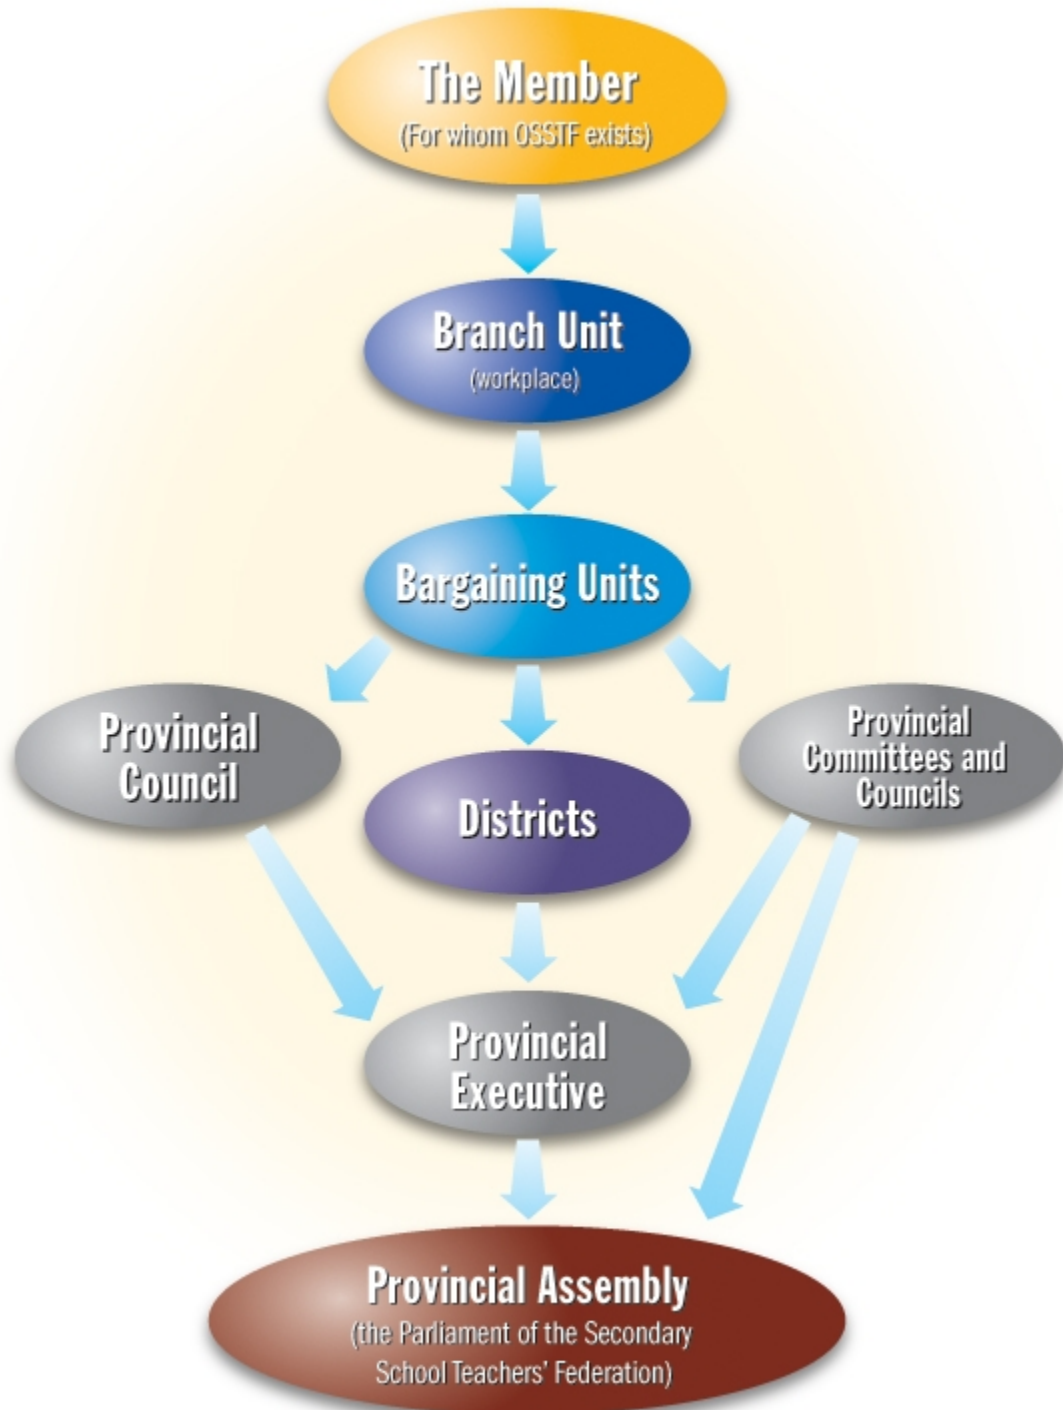 The Member
(For whom OSSTF exists)
Branch Unit
(workplace)
Bargaining Units
Provincial
Council
Provincial
Committees and
Councils
Districts
Provincial
Executive
Provincial Assembly
(the Parliament of the Secondary
School Teachers' Federation)